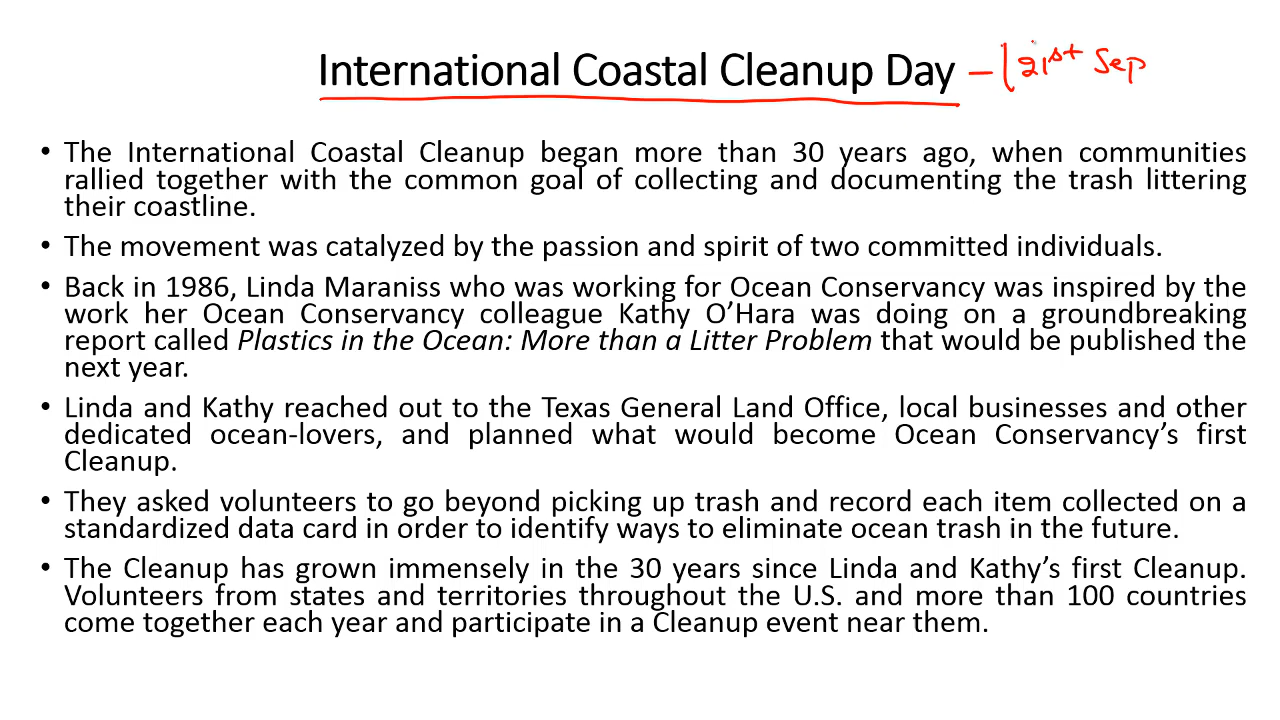 International Coastal Cleanup Day – 21st Sep
• The International Coastal Cleanup began more than 30 years ago, when communities
rallied together with the common goal of collecting and documenting the trash littering
their coastline.
• The movement was catalyzed by the passion and spirit of two committed individuals.
• Back in 1986, Linda Maraniss who was working for Ocean Conservancy was inspired by the
work her Ocean Conservancy colleague Kathy O’Hara was doing on a groundbreaking
report called Plastics in the Ocean: More than a Litter Problem that would be published the
next year.
• Linda and Kathy reached out to the Texas General Land Office, local businesses and other
dedicated ocean-lovers, and planned what would become Ocean Conservancy’s first
Cleanup.
• They asked volunteers to go beyond picking up trash and record each item collected on a
standardized data card in order to identify ways to eliminate ocean trash in the future.
• The Cleanup has grown immensely in the 30 years since Linda and Kathy’s first Cleanup.
Volunteers from states and territories throughout the U.S. and more than 100 countries
come together each year and participate in a Cleanup event near them.